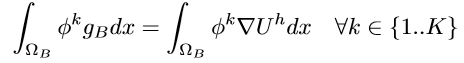 ∫_{Ω_B} ϕ^k g_B dx = ∫_{Ω_B} ϕ^k ∇U^h dx ∀k ∈ {1..K}